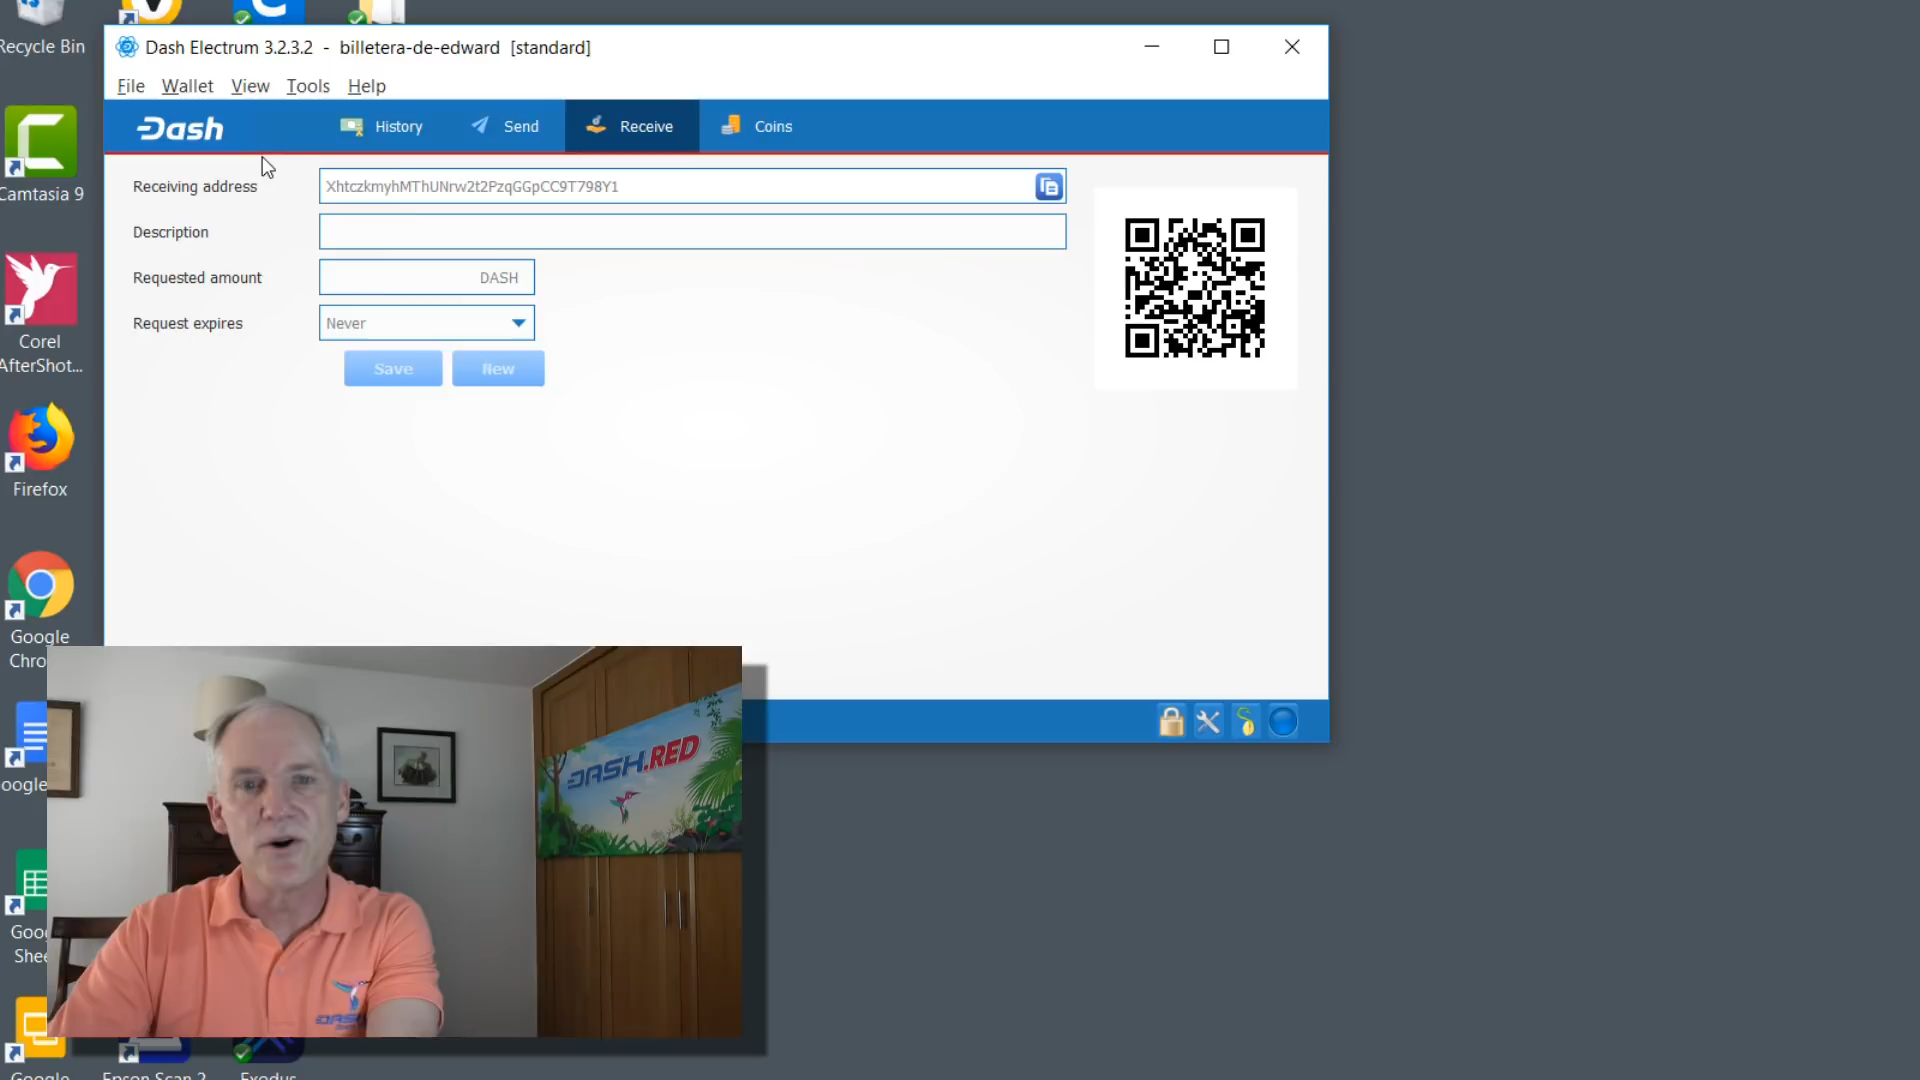 Recycle Bin
Dash Electrum 3.2.3.2 - billetera-de-edward [standard]
File Wallet View Tools Help
Dash
History
Send
Receive
Coins
Receiving address
XhtczkmyhMThUNrw2t2PzqGGpCC9T798Y1
Description
Requested amount
DASH
Request expires
Never
Save
New
Camtasia 9
Corel
AfterShot...
Firefox
Google
Chro
oogle
Goo
Shee
DASH.RED
DASH
Google
Epson Scan 2
Exodus